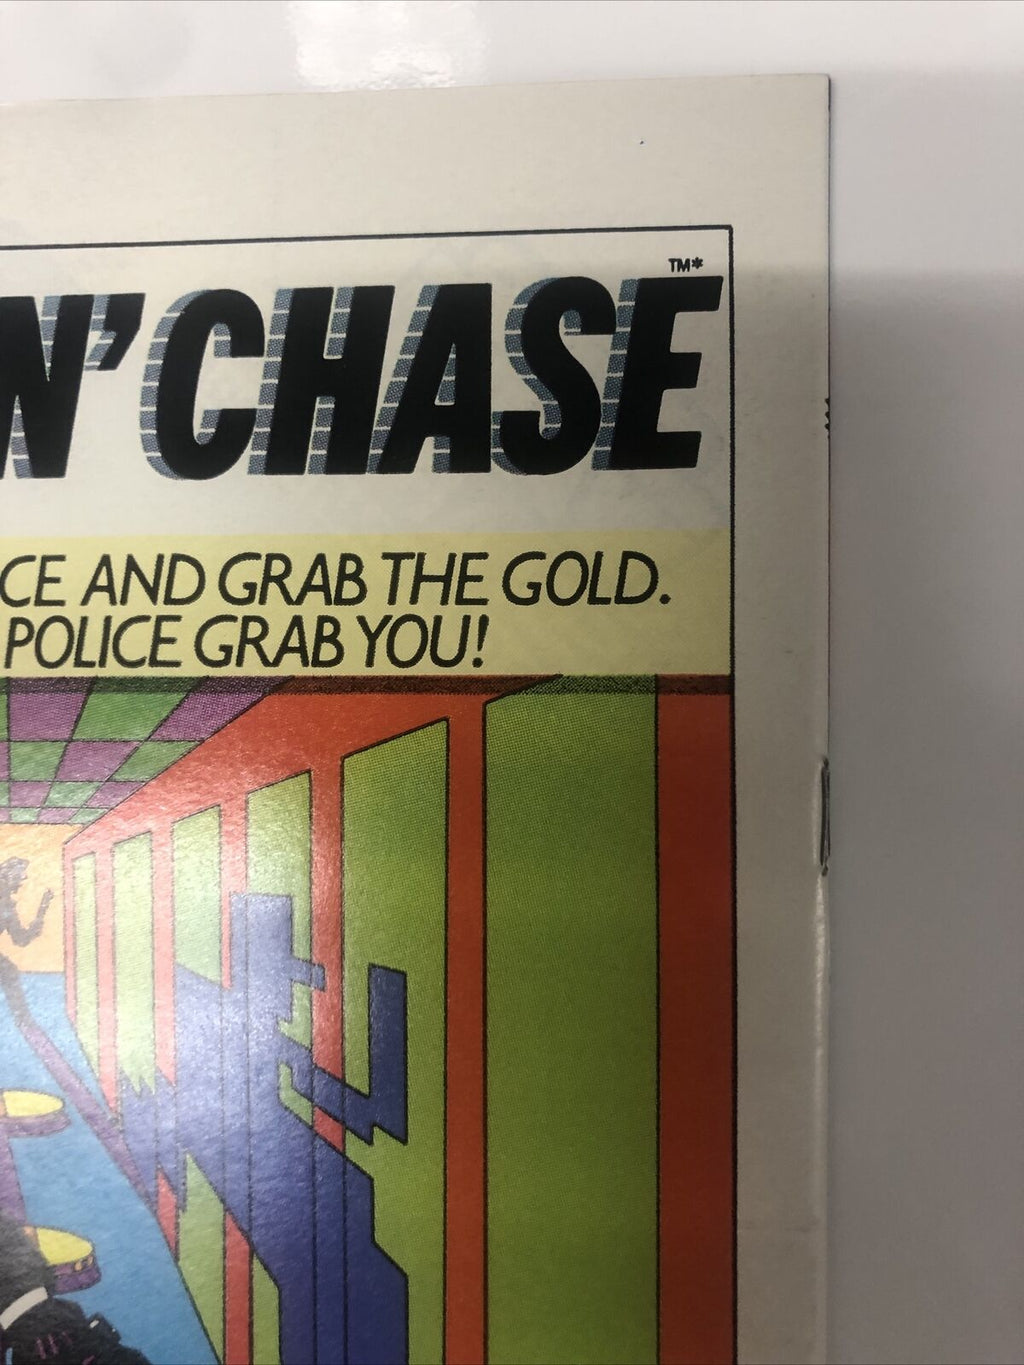 N' CHASE ™*
CE AND GRAB THE GOLD.
POLICE GRAB YOU!